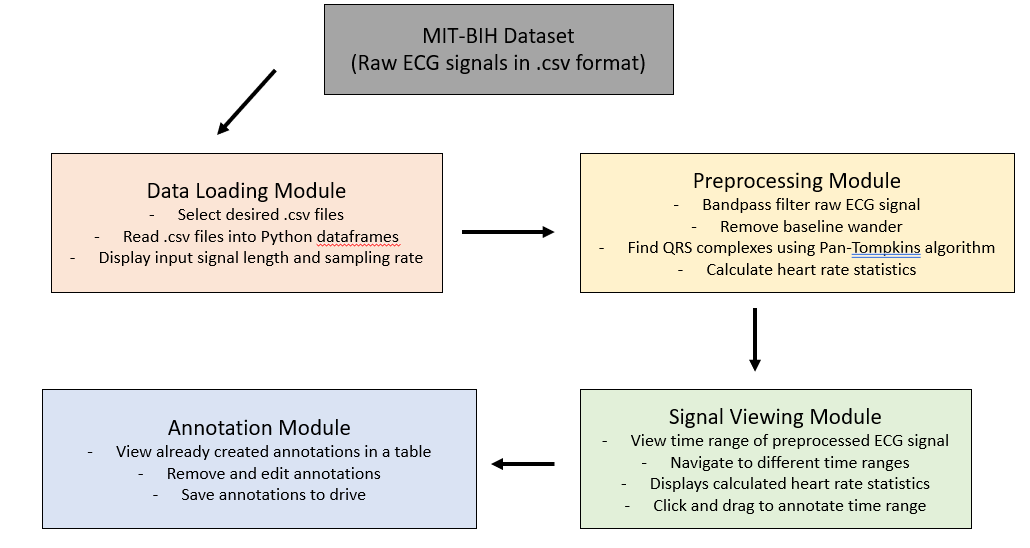 MIT-BIH Dataset
(Raw ECG signals in .csv format)
Data Loading Module
- Select desired .csv files
- Read .csv files into Python dataframes
- Display input signal length and sampling rate
Preprocessing Module
- Bandpass filter raw ECG signal
- Remove baseline wander
- Find QRS complexes using Pan-Tompkins algorithm
- Calculate heart rate statistics
Signal Viewing Module
- View time range of preprocessed ECG signal
- Navigate to different time ranges
- Displays calculated heart rate statistics
- Click and drag to annotate time range
Annotation Module
- View already created annotations in a table
- Remove and edit annotations
- Save annotations to drive